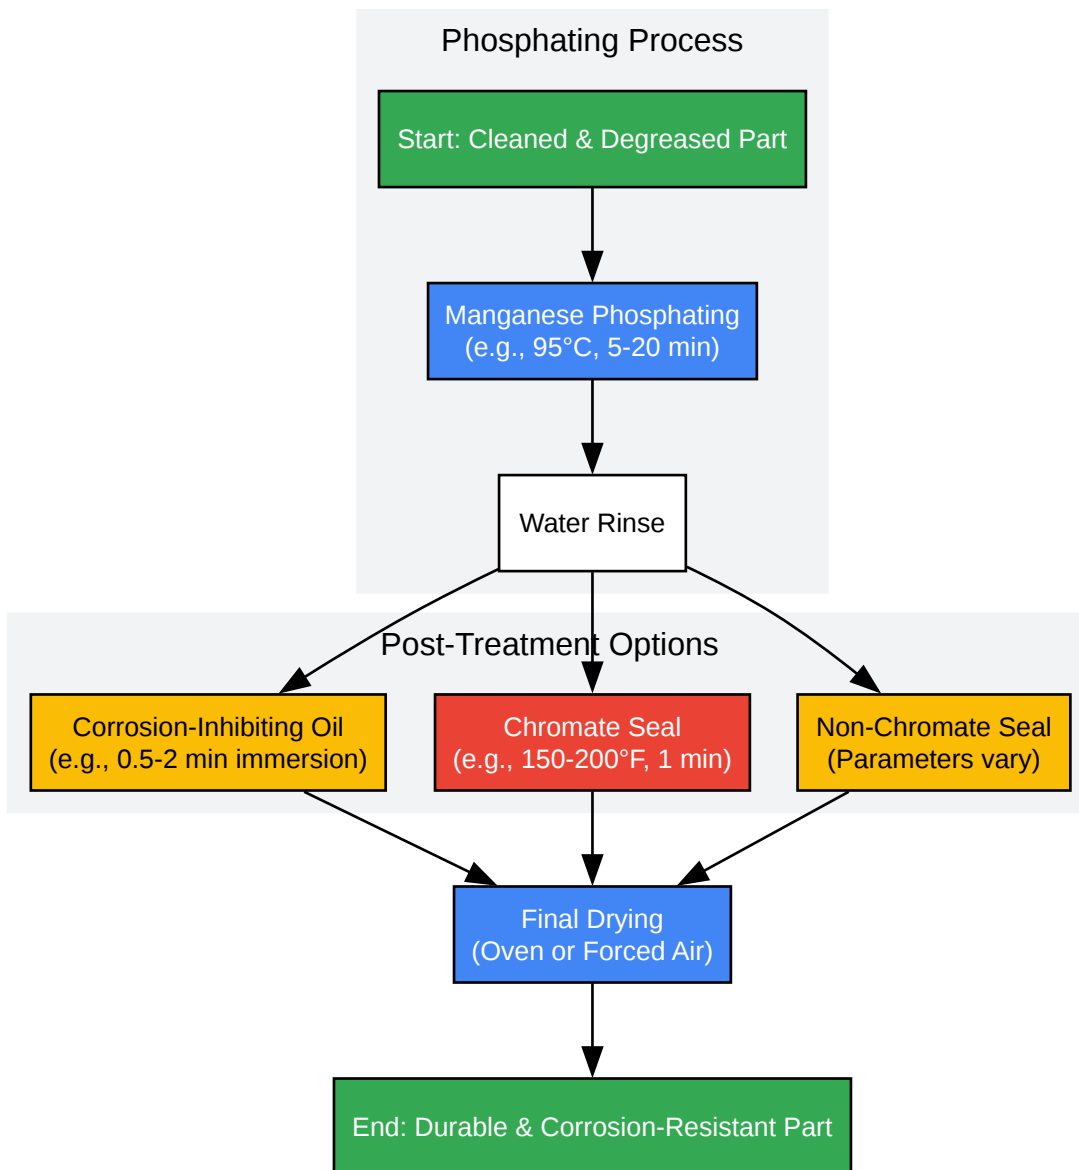 Phosphating Process
Start: Cleaned & Degreased Part
Manganese Phosphating
(e.g., 95°C, 5-20 min)
Water Rinse
Post-Treatment Options
Corrosion-Inhibiting Oil
(e.g., 0.5-2 min immersion)
Chromate Seal
(e.g., 150-200°F, 1 min)
Non-Chromate Seal
(Parameters vary)
Final Drying
(Oven or Forced Air)
End: Durable & Corrosion-Resistant Part